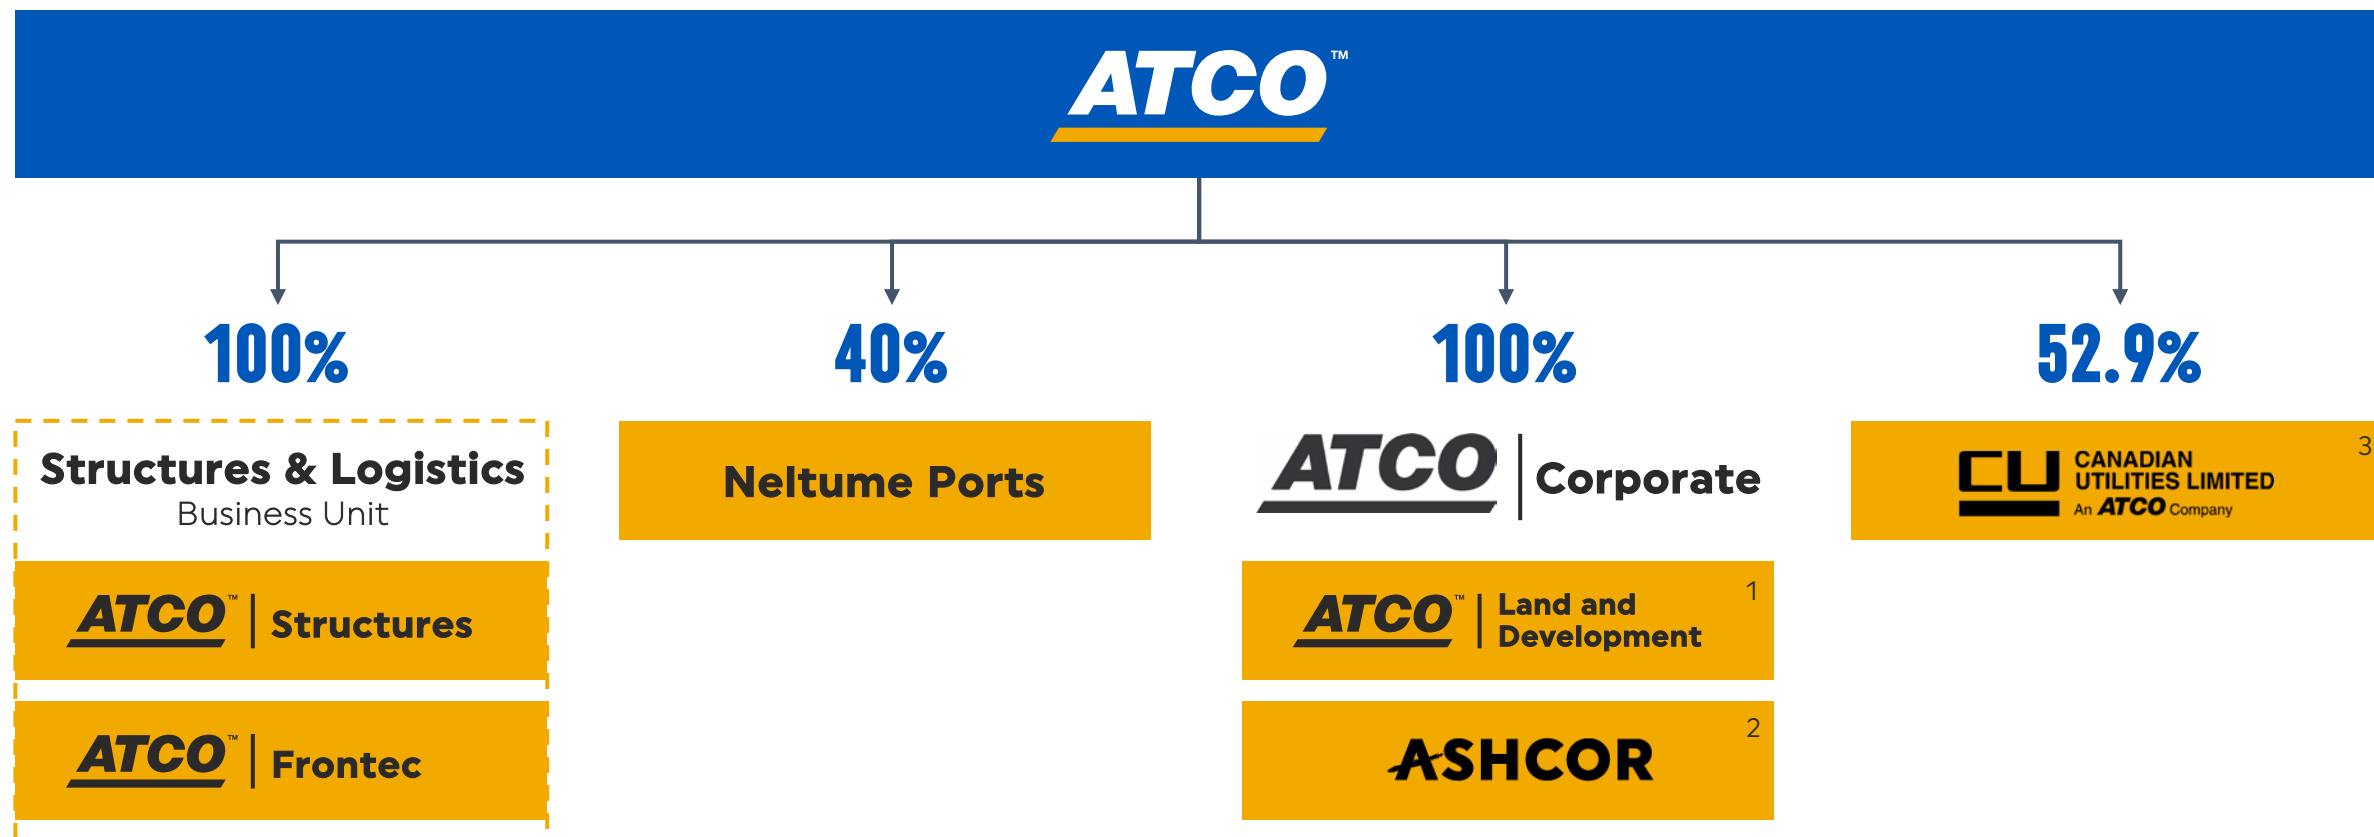 ATCO™
100%
40%
100%
52.9%
Structures & Logistics
Business Unit
ATCO™ | Structures
ATCO™ | Frontec
Neltume Ports
ATCO | Corporate
ATCO™ | Land and
Development
1
ASHCOR
2
CU CANADIAN
UTILITIES LIMITED
An ATCO Company
3